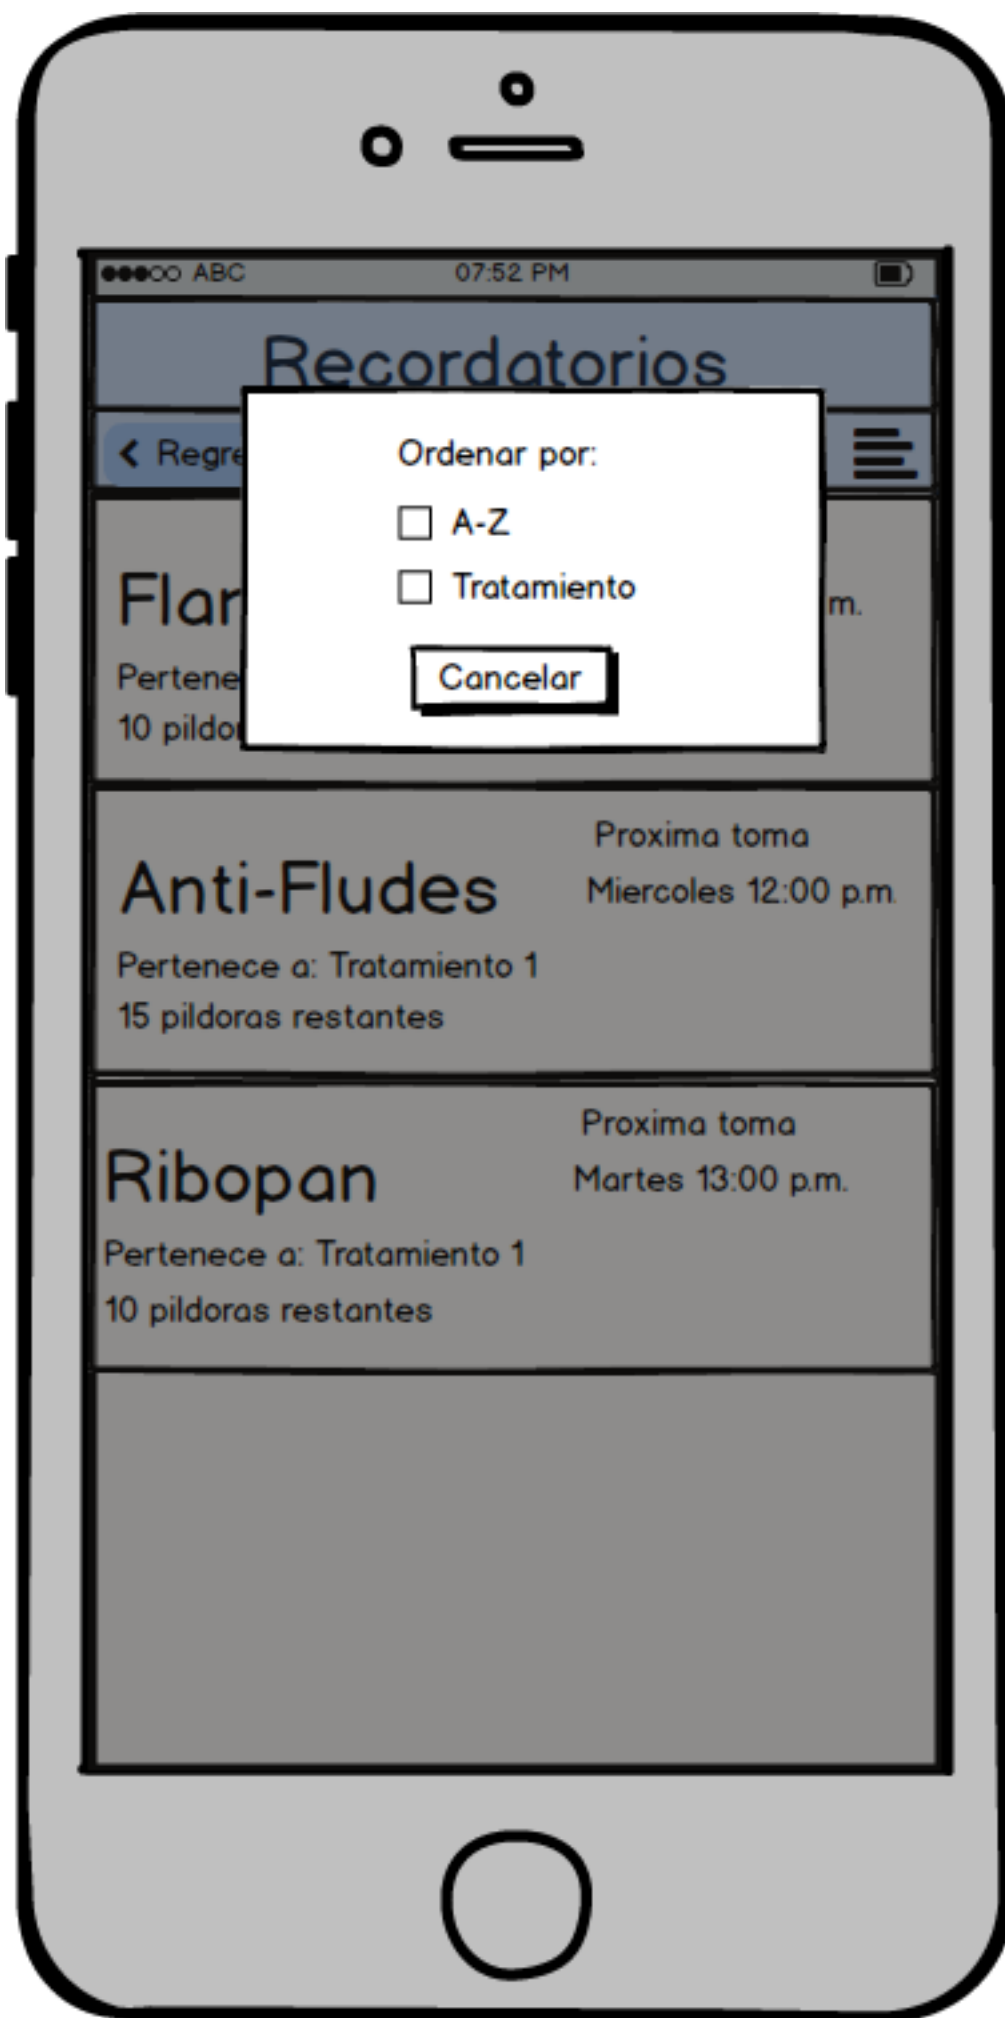 ABC 07:52 PM
Recordatorios
Ordenar por:
A-Z
Tratamiento
Cancelar
m.
10
Anti-Fludes
Proxima toma
Miercoles 12:00 p.m.
Pertenece a: Tratamiento 1
15 pildoras restantes
Ribopan
Proxima toma
Martes 13:00 p.m.
Pertenece a: Tratamiento 1
10 pildoras restantes